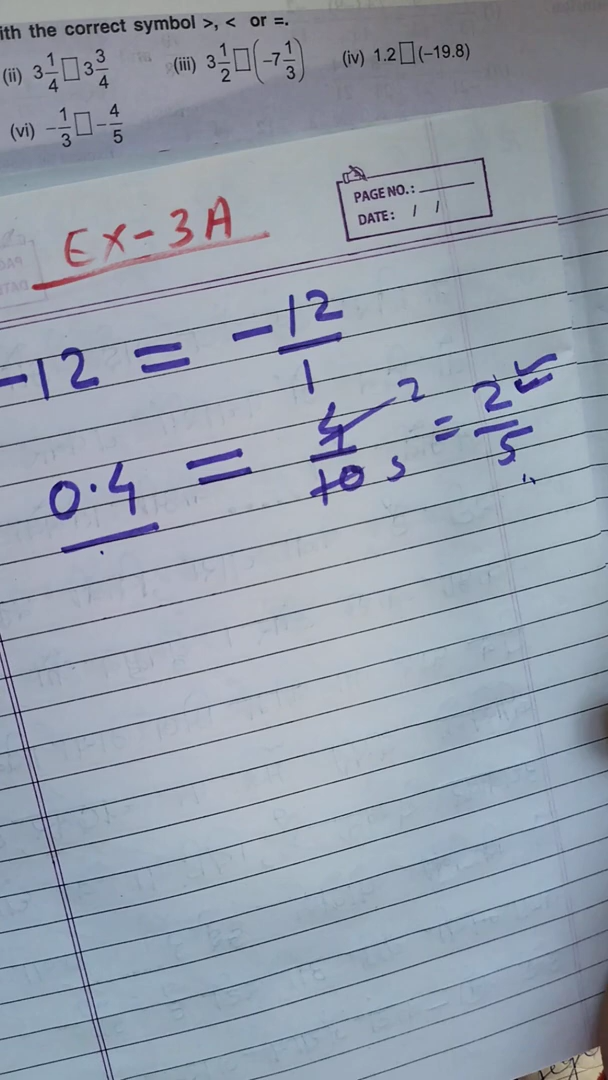 ith the correct symbol >, < or =.
(ii) 3 1/4 □ 3 3/4 (iii) 3 1/2 □ (-7 1/3) (iv) 1.2 □ (-19.8)
(vi) -1/3 □ -4/5
PAGE NO.:
DATE: / /
EX-3A
-12 = -12/1
0.4 = 4/10 2 5 = 2/5